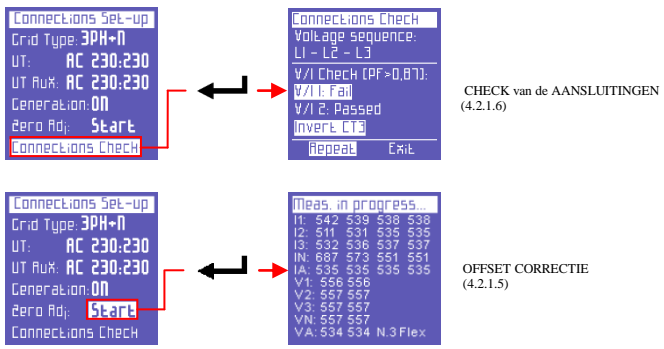 Connections Set-up
Grid Type: 3PH+N
UT: AC 230:230
UT Aux: AC 230:230
Generation: ON
Zero Adj: Start
Connections Check
Connections Check
Voltage sequence:
L1 - L2 - L3
V/I Check (PF>0,87):
V/I 1: Fail
V/I 2: Passed
Invert CT3
Repeat Exit
CHECK van de AANSLUITINGEN
(4.2.1.6)
Connections Set-up
Grid Type: 3PH+N
UT: AC 230:230
UT Aux: AC 230:230
Generation: ON
Zero Adj: Start
Connections Check
Meas. in progress...
I1: 542 539 538 538
I2: 511 531 535 535
I3: 532 536 537 537
IN: 687 573 551 551
IA: 535 535 535 535
V1: 556 556
V2: 557 557
V3: 557 557
VN: 557 557
VA: 534 534 N.3 Flex
OFFSET CORRECTIE
(4.2.1.5)